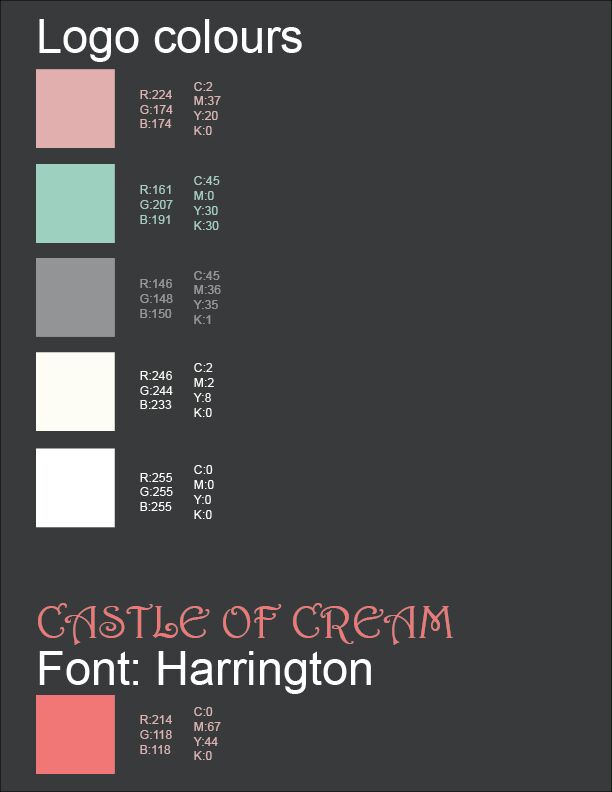 Logo colours
R:224
G:174
B:174
C:2
M:37
Y:20
K:0
R:161
G:207
B:191
C:45
M:0
Y:30
K:30
R:146
G:148
B:150
C:45
M:36
Y:35
K:1
R:246
G:244
B:233
C:2
M:2
Y:8
K:0
R:255
G:255
B:255
C:0
M:0
Y:0
K:0
CASTLE OF CREAM
Font: Harrington
R:214
G:118
B:118
C:0
M:67
Y:44
K:0